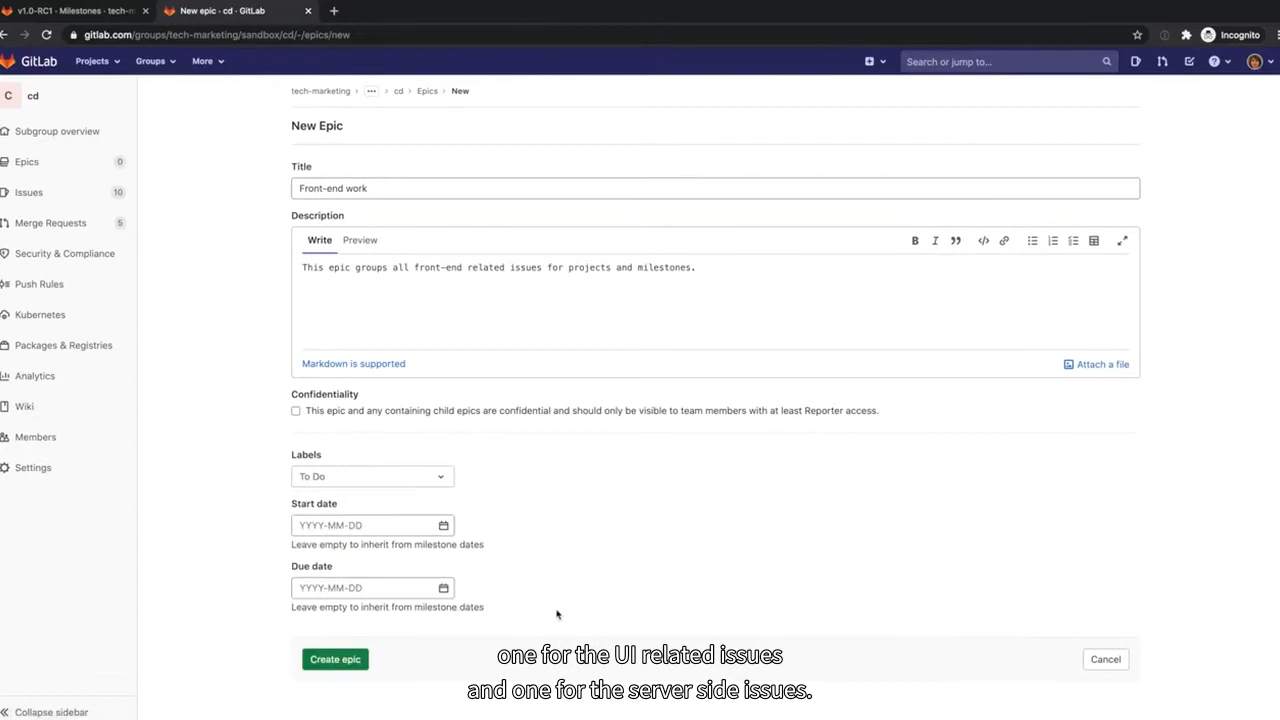 v1.0-RC1 · Milestones · tech-m
New epic · cd · GitLab
gitlab.com/groups/tech-marketing/sandbox/cd/-/epics/new
Incognito
GitLab
Projects
Groups
More
Search or jump to...
C cd
Subgroup overview
Epics 0
Issues 10
Merge Requests 5
Security & Compliance
Push Rules
Kubernetes
Packages & Registries
Analytics
Wiki
Members
Settings
Collapse sidebar
tech-marketing > ... > cd > Epics > New
New Epic
Title
Front-end work
Description
Write Preview
This epic groups all front-end related issues for projects and milestones.
Markdown is supported
Attach a file
Confidentiality
This epic and any containing child epics are confidential and should only be visible to team members with at least Reporter access.
Labels
To Do
Start date
YYYY-MM-DD
Leave empty to inherit from milestone dates
Due date
YYYY-MM-DD
Leave empty to inherit from milestone dates
Create epic
Cancel
one for the UI related issues
and one for the server side issues.